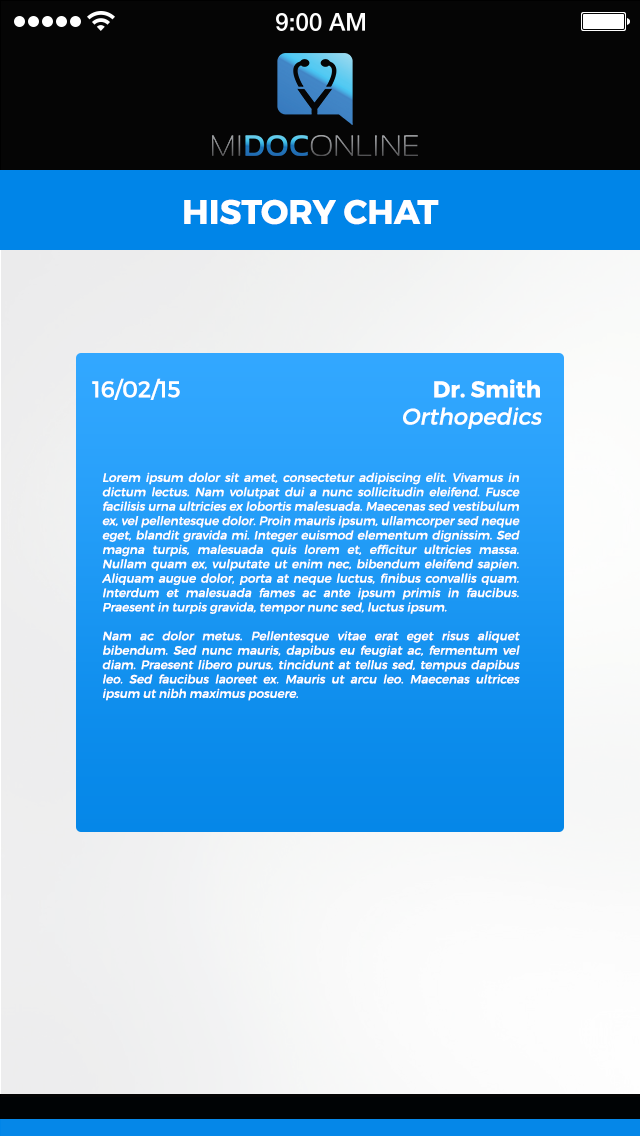 9:00 AM
MIDOCONLINE
HISTORY CHAT
16/02/15
Dr. Smith
Orthopedics
Lorem ipsum dolor sit amet, consectetur adipiscing elit. Vivamus in
dictum lectus. Nam volutpat dui a nunc sollicitudin eleifend. Fusce
facilisis urna ultricies ex lobortis malesuada. Maecenas sed vestibulum
ex, vel pellentesque dolor. Proin mauris ipsum, ullamcorper sed neque
eget, blandit gravida mi. Integer euismod elementum dignissim. Sed
magna turpis, malesuada quis lorem et, efficitur ultricies massa.
Nullam quam ex, vulputate ut enim nec, bibendum eleifend sapien.
Aliquam augue dolor, porta at neque luctus, finibus convallis quam.
Interdum et malesuada fames ac ante ipsum primis in faucibus.
Praesent in turpis gravida, tempor nunc sed, luctus ipsum.
Nam ac dolor metus. Pellentesque vitae erat eget risus aliquet
bibendum. Sed nunc mauris, dapibus eu feugiat ac, fermentum vel
diam. Praesent libero purus, tincidunt at tellus sed, tempus dapibus
leo. Sed faucibus laoreet ex. Mauris ut arcu leo. Maecenas ultrices
ipsum ut nibh maximus posuere.